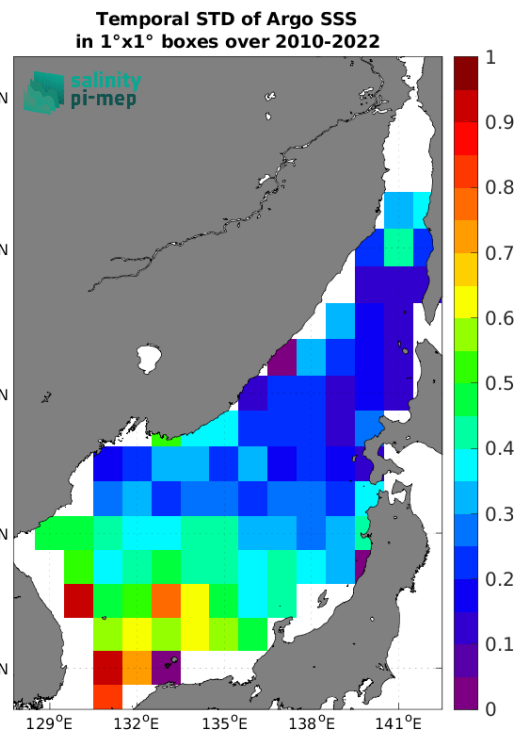 Temporal STD of Argo SSS
in 1°x1° boxes over 2010-2022
salinity
pi-mep
N
N
N
N
N
1
0.9
0.8
0.7
0.6
0.5
0.4
0.3
0.2
0.1
0
129°E 132°E 135°E 138°E 141°E